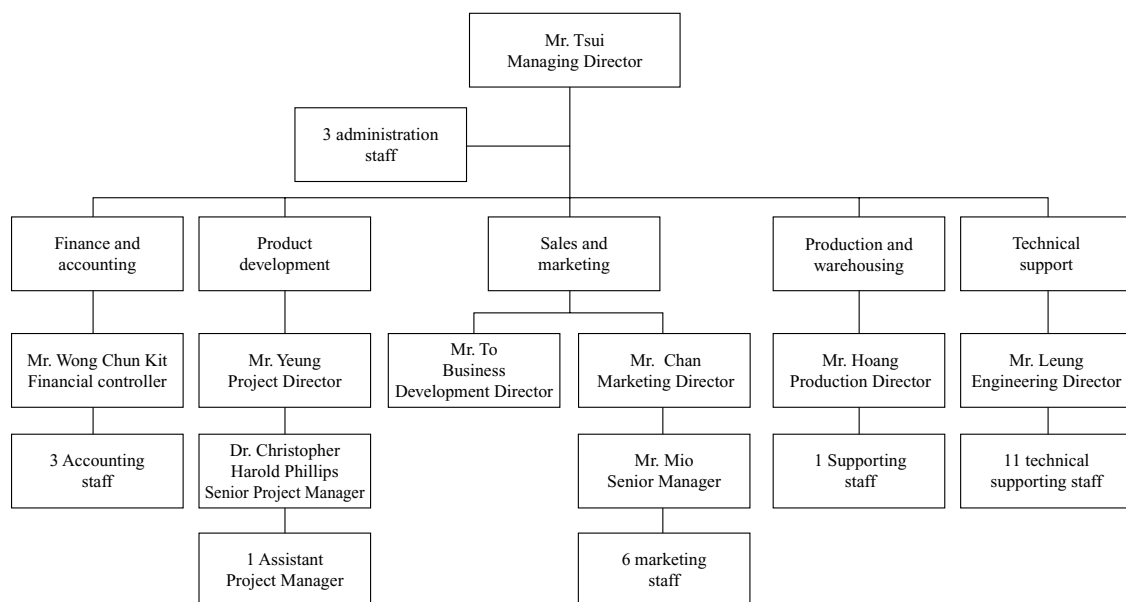 Mr. Tsui
Managing Director
3 administration
staff
Finance and
accounting
Product
development
Sales and
marketing
Production and
warehousing
Technical
support
Mr. Wong Chun Kit
Financial controller
Mr. Yeung
Project Director
Mr. To
Business
Development Director
Mr. Chan
Marketing Director
Mr. Hoang
Production Director
Mr. Leung
Engineering Director
3 Accounting
staff
Dr. Christopher
Harold Phillips
Senior Project Manager
Mr. Mio
Senior Manager
1 Supporting
staff
11 technical
supporting staff
1 Assistant
Project Manager
6 marketing
staff